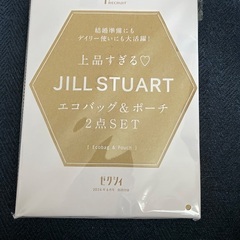 結婚準備にも
デイリー使いにも大活躍!
上品すぎる♡
JILL STUART
エコバッグ&ポーチ
2点SET
( Ecobag & Pouch )
ゼクシィ